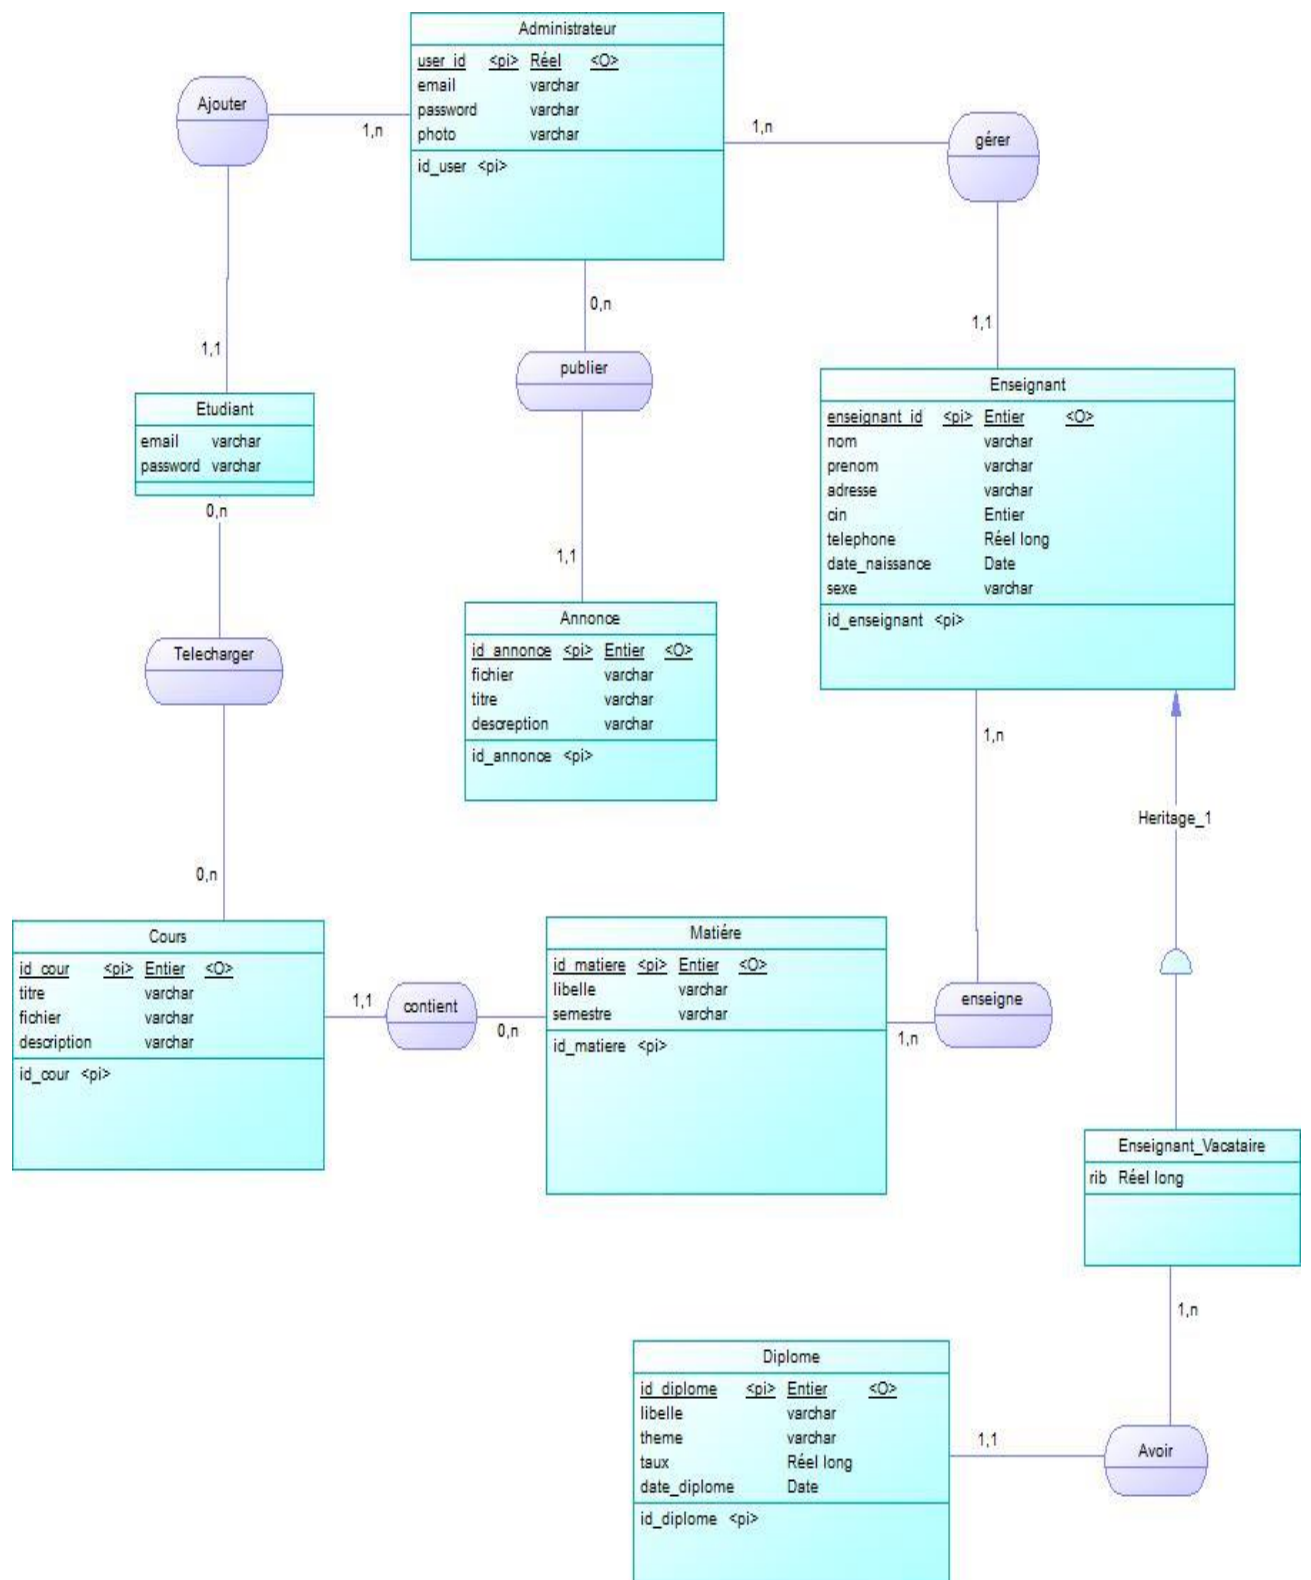 Administrateur
user_id <pi> Réel <O>
email varchar
password varchar
photo varchar
id_user <pi>
Ajouter
1,n
1,n
gérer
0,n
1,1
1,1
publier
Etudiant
email varchar
password varchar
0,n
Enseignant
enseignant_id <pi> Entier <O>
nom varchar
prenom varchar
adresse varchar
cin Entier
telephone Réel long
date_naissance Date
sexe varchar
id_enseignant <pi>
1,1
Annonce
id_annonce <pi> Entier <O>
fichier varchar
titre varchar
descreption varchar
id_annonce <pi>
Telecharger
1,n
Heritage_1
0,n
Cours
id_cour <pi> Entier <O>
titre varchar
fichier varchar
description varchar
id_cour <pi>
1,1
contient
0,n
Matiére
id_matiere <pi> Entier <O>
libelle varchar
semestre varchar
id_matiere <pi>
1,n
enseigne
Enseignant_Vacataire
rib Réel long
1,n
Diplome
id_diplome <pi> Entier <O>
libelle varchar
theme varchar
taux Réel long
date_diplome Date
id_diplome <pi>
1,1
Avoir